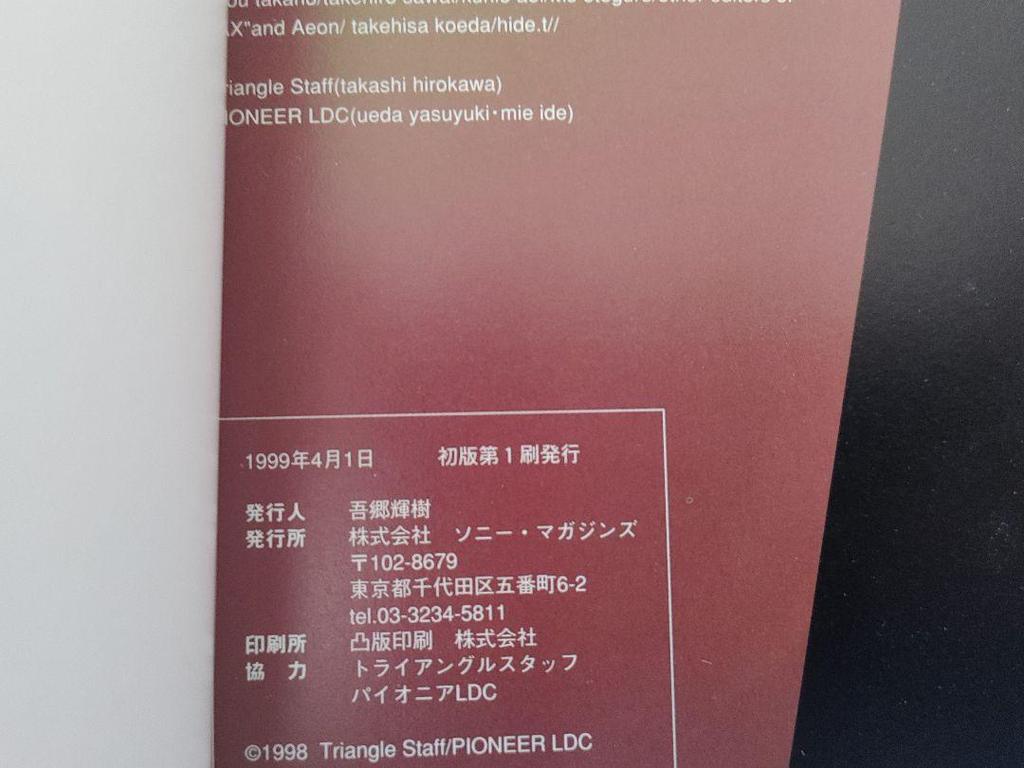 takano/takehiro sawai/kunio
X"and Aeon/ takehisa koeda/hide.t//
riangle Staff(takashi hirokawa)
IONEER LDC(ueda yasuyuki・mie ide)
1999年4月1日 初版第1刷発行
発行人 吾郷輝樹
発行所 株式会社 ソニー・マガジンズ
〒102-8679
東京都千代田区五番町6-2
tel.03-3234-5811
印刷所 凸版印刷 株式会社
協 力 トライアングルスタッフ
パイオニアLDC
©1998 Triangle Staff/PIONEER LDC